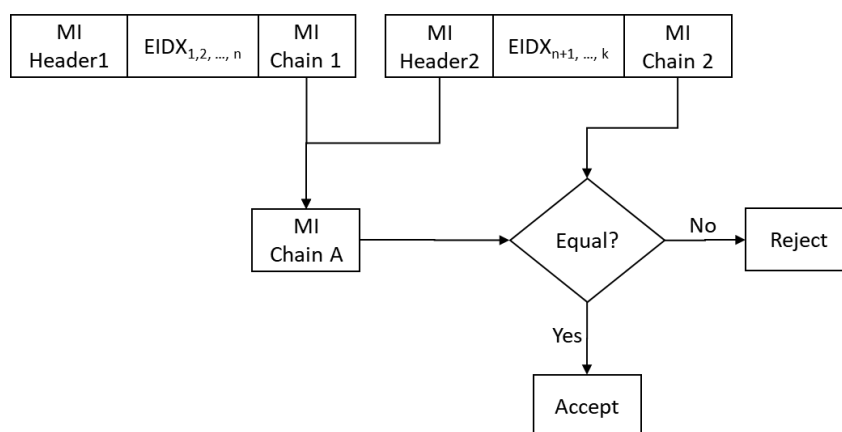 MI
Header1
EIDX1,2, ..., n
MI
Chain 1
MI
Header2
EIDXn+1, ..., k
MI
Chain 2
MI
Chain A
Equal?
No
Reject
Yes
Accept